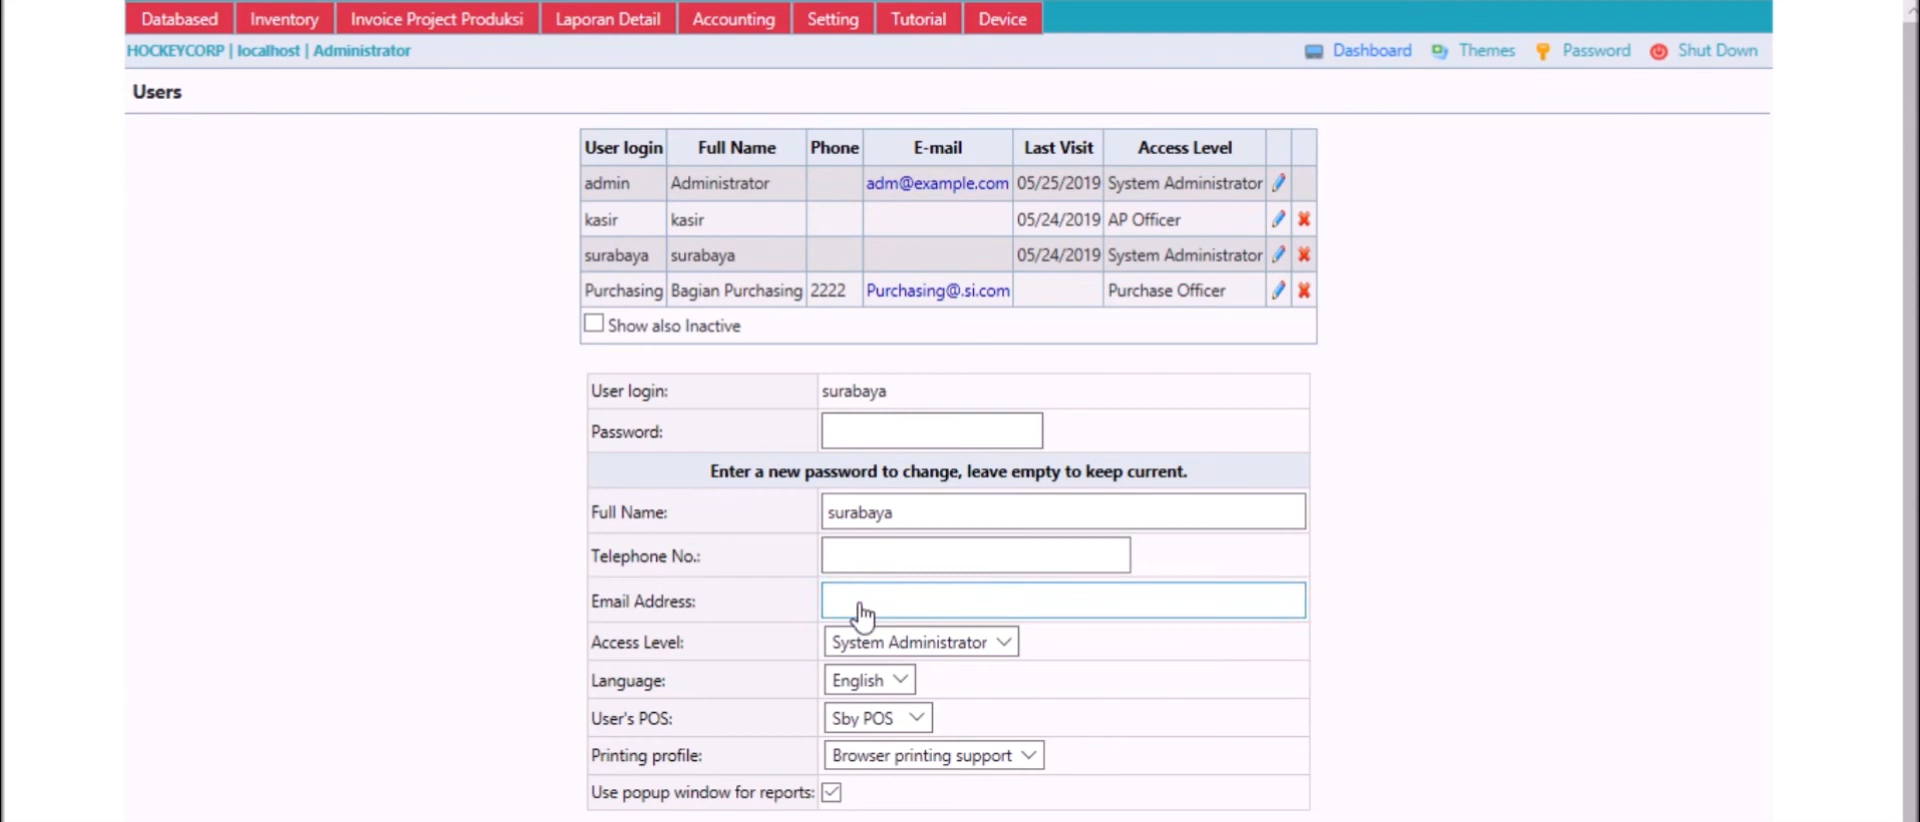 Databased Inventory Invoice Project Produksi Laporan Detail Accounting Setting Tutorial Device
HOCKEYCORP | localhost | Administrator Dashboard Themes Password Shut Down
Users
User login Full Name Phone E-mail Last Visit Access Level
admin Administrator adm@example.com 05/25/2019 System Administrator
kasir kasir 05/24/2019 AP Officer
surabaya surabaya 05/24/2019 System Administrator
Purchasing Bagian Purchasing 2222 Purchasing@.si.com Purchase Officer
Show also Inactive
User login: surabaya
Password:
Enter a new password to change, leave empty to keep current.
Full Name: surabaya
Telephone No.:
Email Address:
Access Level: System Administrator
Language: English
User's POS: Sby POS
Printing profile: Browser printing support
Use popup window for reports: